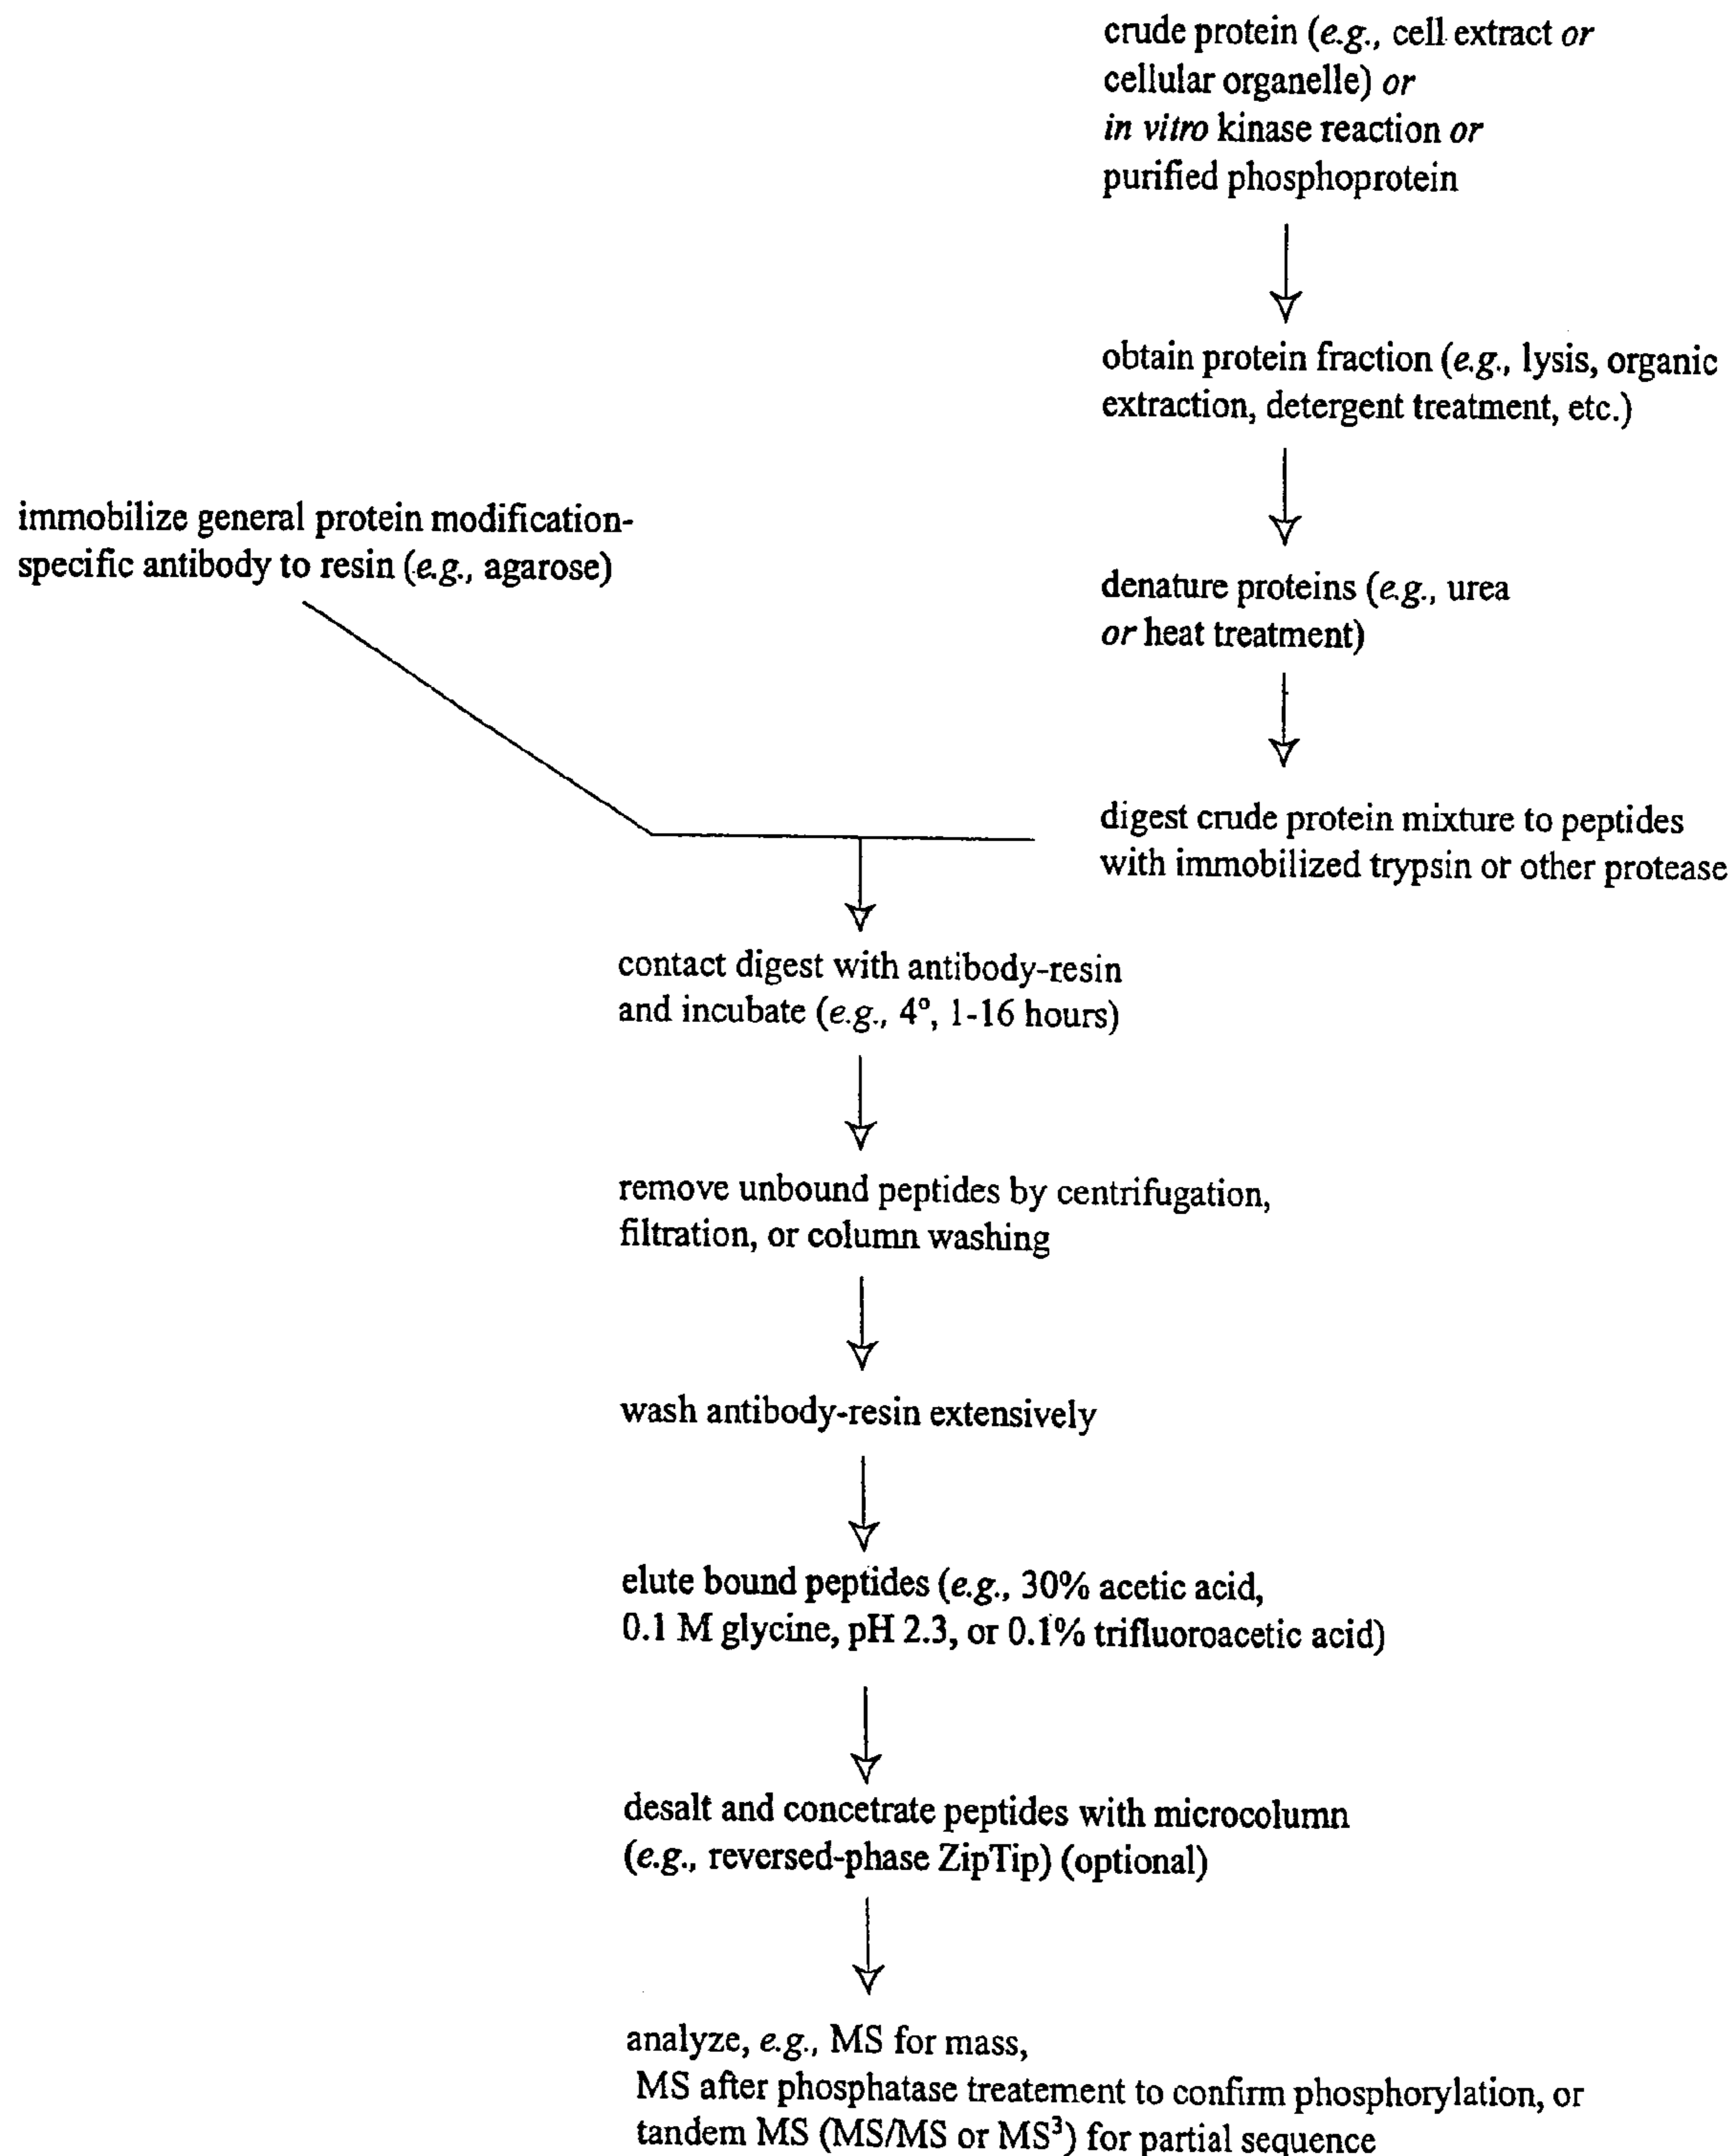 crude protein (e.g., cell extract or
cellular organelle) or
in vitro kinase reaction or
purified phosphoprotein
obtain protein fraction (e.g., lysis, organic
extraction, detergent treatment, etc.)
immobilize general protein modification-
specific antibody to resin (e.g., agarose)
denature proteins (e.g., urea
or heat treatment)
digest crude protein mixture to peptides
with immobilized trypsin or other protease
contact digest with antibody-resin
and incubate (e.g., 4º, 1-16 hours)
remove unbound peptides by centrifugation,
filtration, or column washing
wash antibody-resin extensively
elute bound peptides (e.g., 30% acetic acid,
0.1 M glycine, pH 2.3, or 0.1% trifluoroacetic acid)
desalt and concetrate peptides with microcolumn
(e.g., reversed-phase ZipTip) (optional)
analyze, e.g., MS for mass,
MS after phosphatase treatement to confirm phosphorylation, or
tandem MS (MS/MS or MS³) for partial sequence